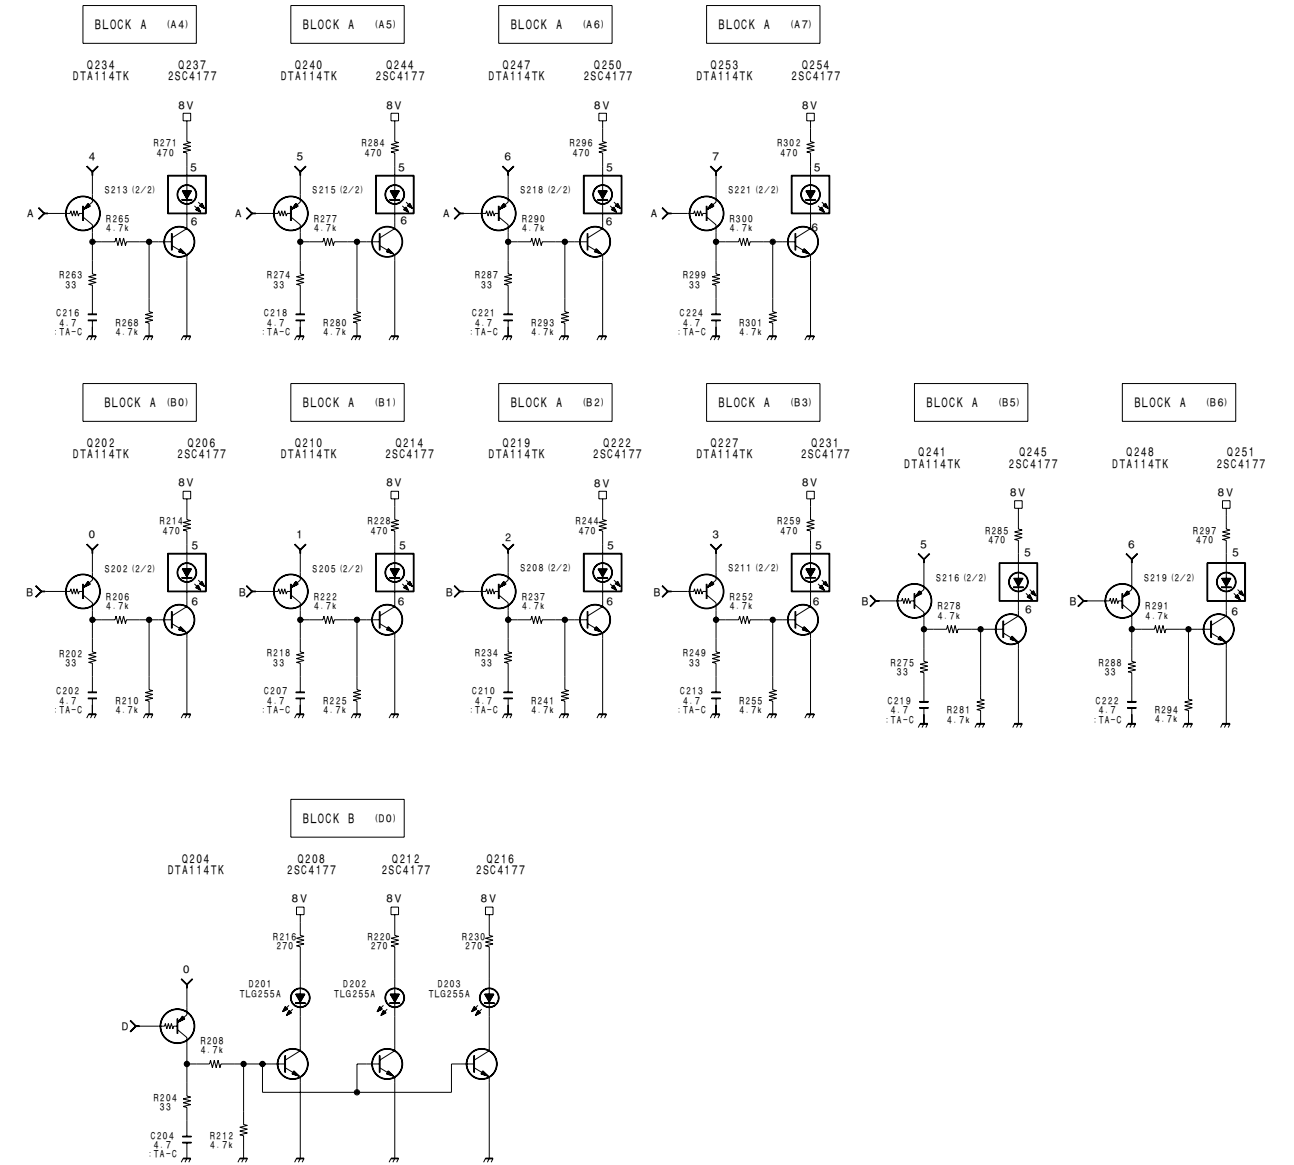 BLOCK A (A4)
BLOCK A (A5)
BLOCK A (A6)
BLOCK A (A7)
Q234
DTA114TK
Q237
2SC4177
Q240
DTA114TK
Q244
2SC4177
Q247
DTA114TK
Q250
2SC4177
Q253
DTA114TK
Q254
2SC4177
8V
R271
470
4
5
S213 (2/2)
A
R265
4.7k
6
R263
33
C216
4.7
:TA-C
R268
4.7k
8V
R284
470
5
5
S215 (2/2)
A
R277
4.7k
6
R274
33
C218
4.7
:TA-C
R280
4.7k
8V
R296
470
6
5
S218 (2/2)
A
R290
4.7k
6
R287
33
C221
4.7
:TA-C
R293
4.7k
8V
R302
470
7
5
S221 (2/2)
A
R300
4.7k
6
R299
33
C224
4.7
:TA-C
R301
4.7k
BLOCK A (B0)
BLOCK A (B1)
BLOCK A (B2)
BLOCK A (B3)
BLOCK A (B5)
BLOCK A (B6)
Q202
DTA114TK
Q206
2SC4177
Q210
DTA114TK
Q214
2SC4177
Q219
DTA114TK
Q222
2SC4177
Q227
DTA114TK
Q231
2SC4177
Q241
DTA114TK
Q245
2SC4177
Q248
DTA114TK
Q251
2SC4177
8V
R214
470
0
5
S202 (2/2)
B
R206
4.7k
6
R202
33
C202
4.7
:TA-C
R210
4.7k
8V
R228
470
1
5
S205 (2/2)
B
R222
4.7k
6
R218
33
C207
4.7
:TA-C
R225
4.7k
8V
R244
470
2
5
S208 (2/2)
B
R237
4.7k
6
R234
33
C210
4.7
:TA-C
R241
4.7k
8V
R259
470
3
5
S211 (2/2)
B
R252
4.7k
6
R249
33
C213
4.7
:TA-C
R255
4.7k
8V
R285
470
5
5
S216 (2/2)
B
R278
4.7k
6
R275
33
C219
4.7
:TA-C
R281
4.7k
8V
R297
470
6
5
S219 (2/2)
B
R291
4.7k
6
R288
33
C222
4.7
:TA-C
R294
4.7k
BLOCK B (D0)
Q204
DTA114TK
Q208
2SC4177
Q212
2SC4177
Q216
2SC4177
8V
8V
8V
R216
270
R220
270
R230
270
0
D201
TLG255A
D202
TLG255A
D203
TLG255A
D
R208
4.7k
R204
33
C204
4.7
:TA-C
R212
4.7k